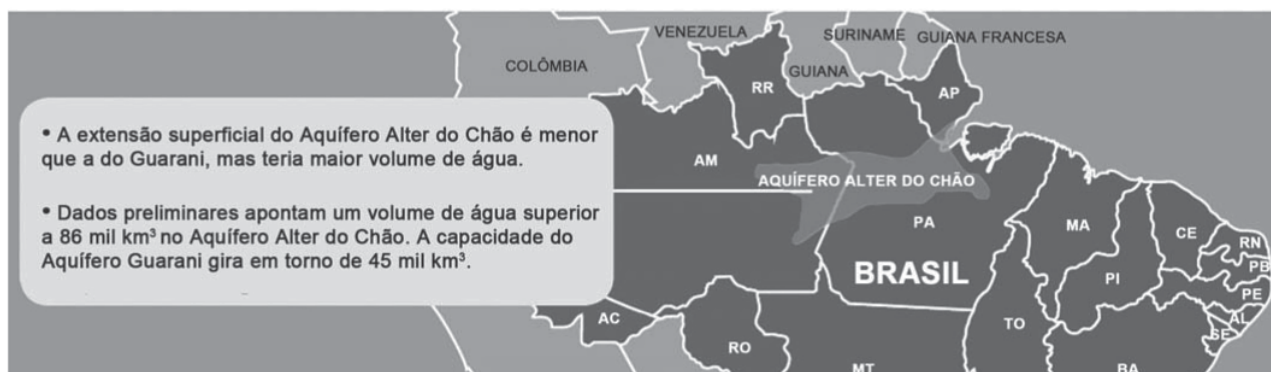 VENEZUELA
SURINAME
GUIANA FRANCESA
COLÔMBIA
GUIANA
RR
AP
• A extensão superficial do Aquífero Alter do Chão é menor
que a do Guarani, mas teria maior volume de água.
AM
AQUÍFERO ALTER DO CHÃO
• Dados preliminares apontam um volume de água superior
a 86 mil km³ no Aquífero Alter do Chão. A capacidade do
Aquífero Guarani gira em torno de 45 mil km³.
PA
MA
CE
RN
PB
BRASIL
PI
PE
AC
TO
AL
SE
RO
MT
BA